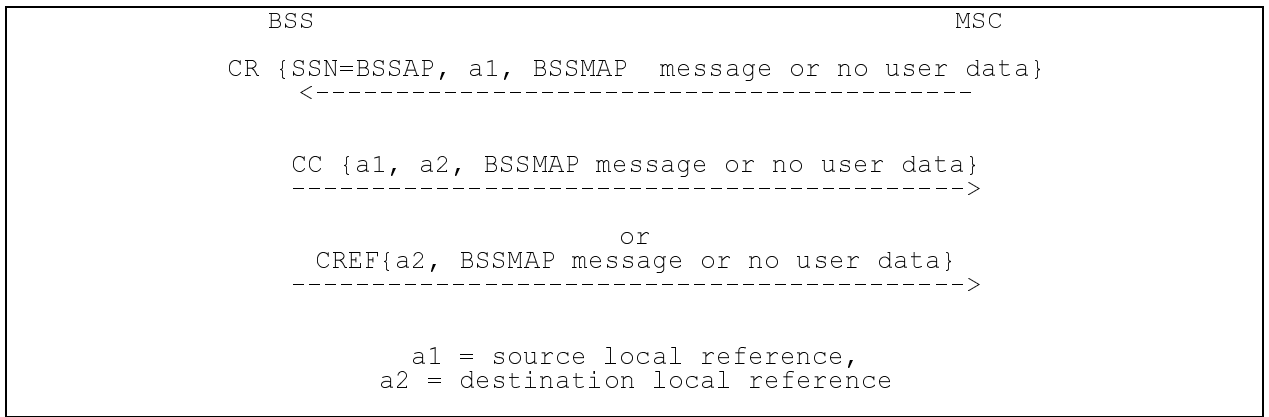 BSS MSC
CR {SSN=BSSAP, a1, BSSMAP  message or no user data}
<------------------------------------------
CC {a1, a2, BSSMAP message or no user data}
------------------------------------------>
or
CREF{a2, BSSMAP message or no user data}
------------------------------------------>
a1 = source local reference,
a2 = destination local reference